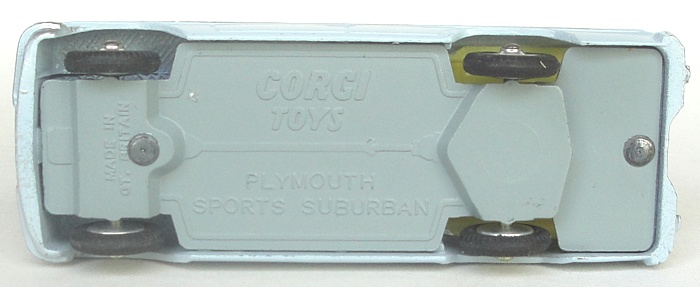 CORGI
TOYS
MADE IN
GT. BRITAIN
PLYMOUTH
SPORTS SUBURBAN